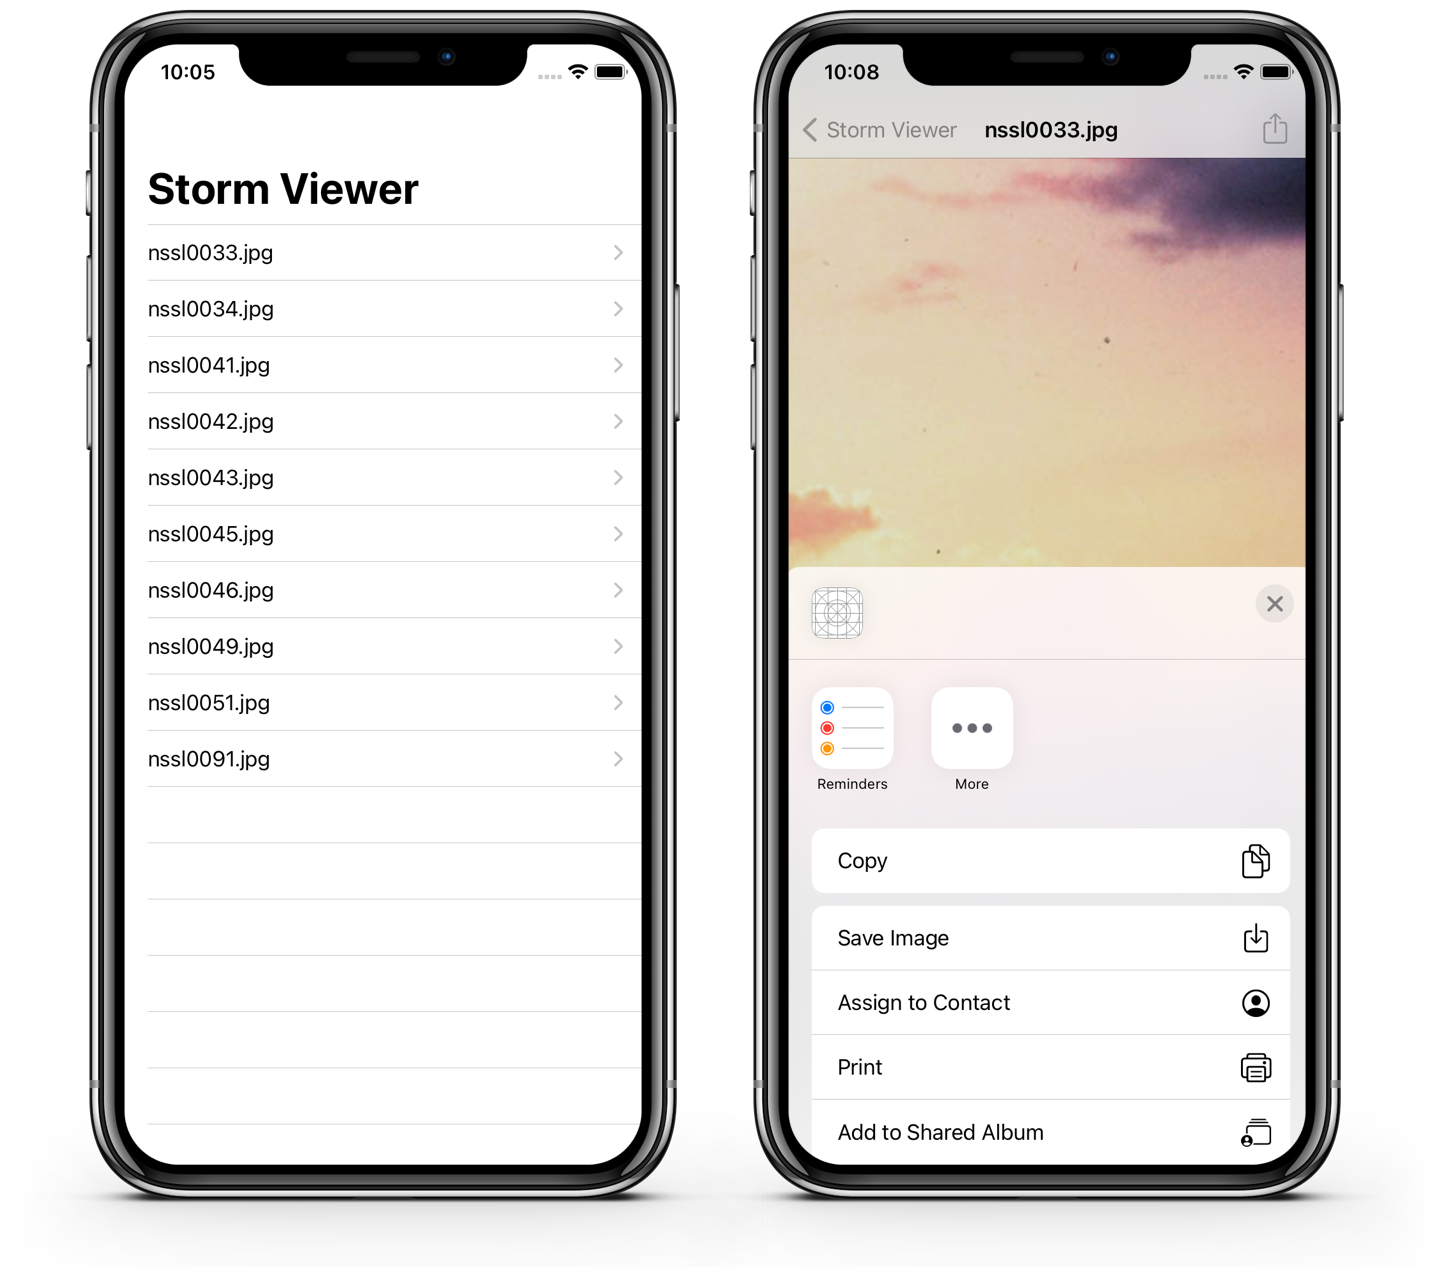 10:05
Storm Viewer
nssl0033.jpg
nssl0034.jpg
nssl0041.jpg
nssl0042.jpg
nssl0043.jpg
nssl0045.jpg
nssl0046.jpg
nssl0049.jpg
nssl0051.jpg
nssl0091.jpg
10:08
Storm Viewer nssl0033.jpg
Reminders More
Copy
Save Image
Assign to Contact
Print
Add to Shared Album